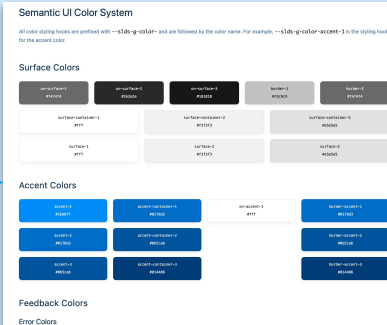 Semantic UI Color System
All color styling hooks are prefixed with --slds-g-color- and are followed by the color name. For example, --slds-g-color-accent-1 is the styling hook
for the accent color.
Surface Colors
on-surface-1 on-surface-2 on-surface-3 border-1 border-2
#747474 #2e2e2e #181818 #c9c9c9 #747474
surface-container-1 surface-container-2 surface-container-3
#fff #f3f3f3 #e5e5e5
surface-1 surface-2 surface-3
#fff #f3f3f3 #e5e5e5
Accent Colors
accent-1 accent-container-1 on-accent-1 border-accent-1
#0176d3 #fff #0176d3
accent-2 accent-container-2 border-accent-2
#0176d3 #0b5cab #0b5cab
accent-3 accent-container-3 border-accent-3
#0b5cab #014486 #014486
Feedback Colors
Error Colors